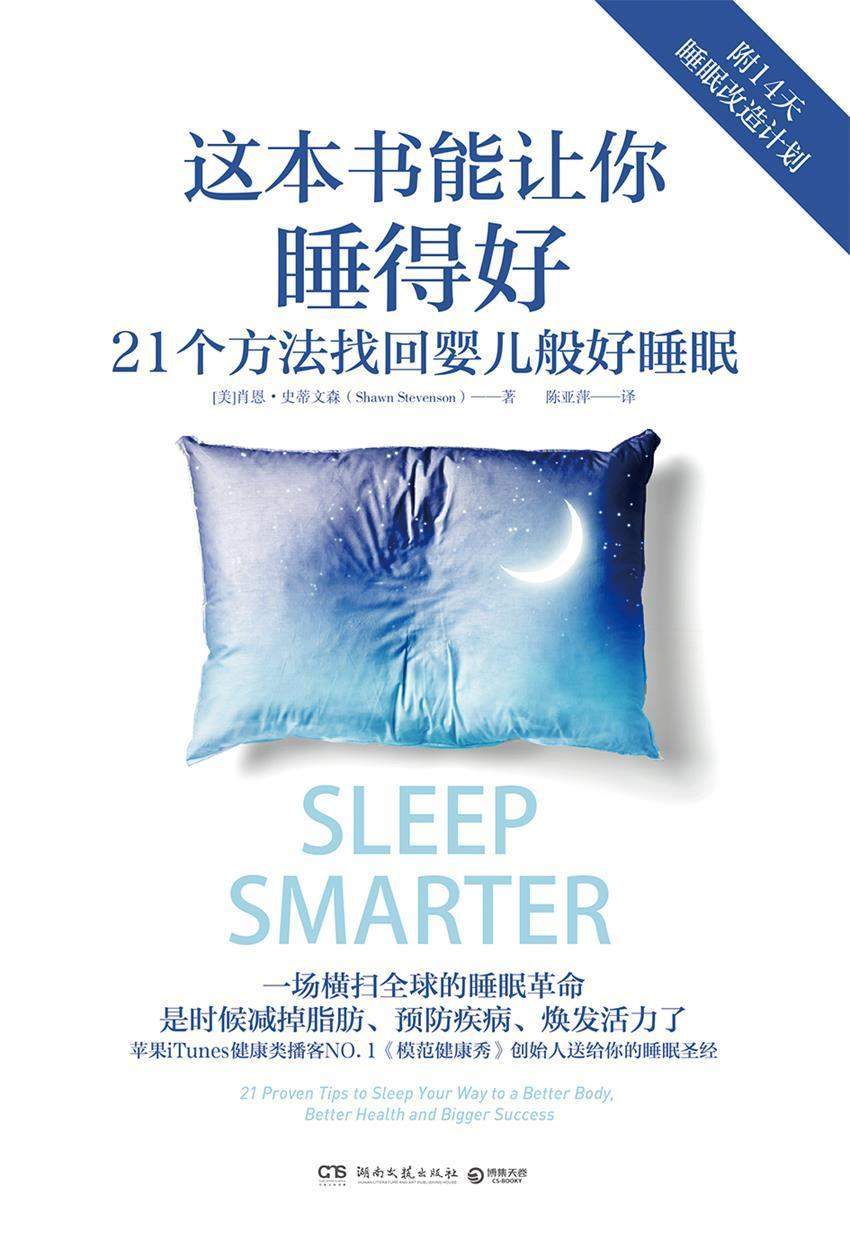 附14天
睡眠改造计划
这本书能让你
睡得好
21个方法找回婴儿般好睡眠
[美]肖恩·史蒂文森（Shawn Stevenson）——著 陈亚萍——译
SLEEP
SMARTER
一场横扫全球的睡眠革命
是时候减掉脂肪、预防疾病、焕发活力了
苹果iTunes健康类播客NO.1《模范健康秀》创始人送给你的睡眠圣经
21 Proven Tips to Sleep Your Way to a Better Body,
Better Health and Bigger Success
湖南文艺出版社
HUNAN LITERATURE AND ART PUBLISHING HOUSE
博集天卷
CS-BOOKY